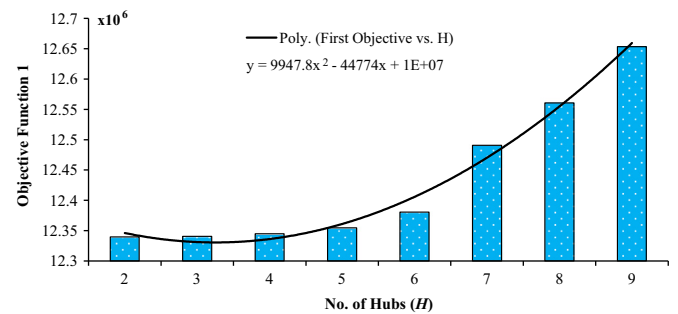 x10⁶
12.7
12.65
12.6
12.55
12.5
12.45
12.4
12.35
12.3
Objective Function 1
Poly. (First Objective vs. H)
y = 9947.8x² - 44774x + 1E+07
2 3 4 5 6 7 8 9
No. of Hubs (H)